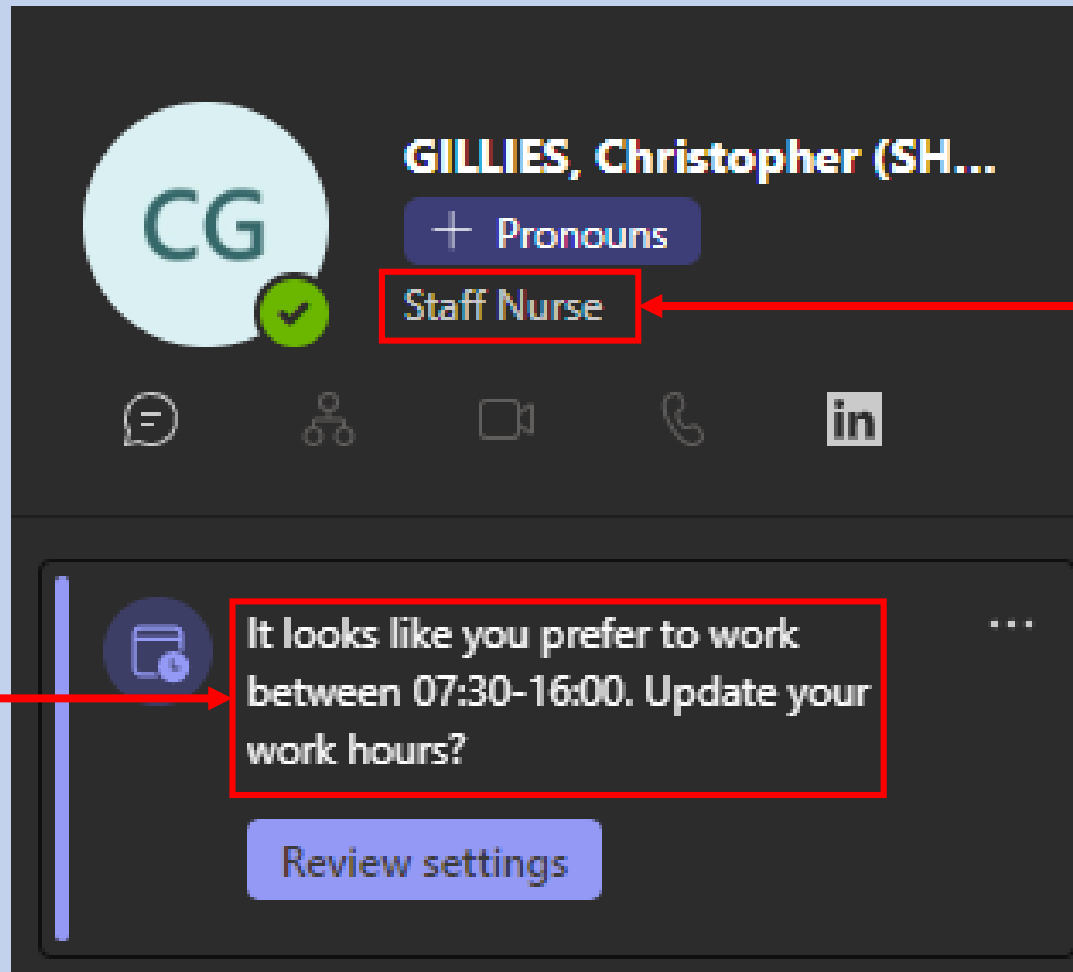 GILLIES, Christopher (SH...
CG
+ Pronouns
Staff Nurse
in
It looks like you prefer to work
between 07:30-16:00. Update your
work hours?
Review settings